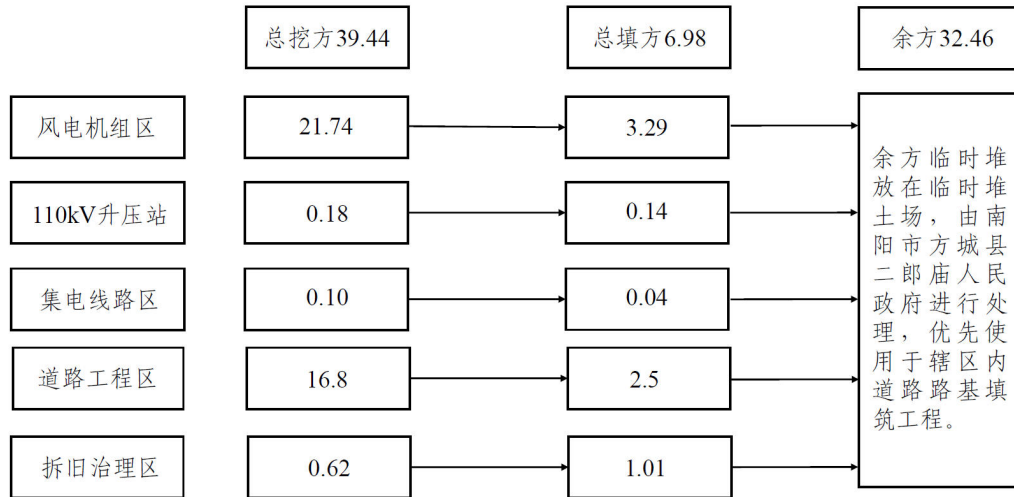 总挖方39.44 总填方6.98 余方32.46
风电机组区 21.74 3.29
110kV升压站 0.18 0.14
集电线路区 0.10 0.04
道路工程区 16.8 2.5
拆旧治理区 0.62 1.01
余方临时堆
放在临时堆
土场，由南
阳市方城县
二郎庙人民
政府进行处
理，优先使
用于辖区内
道路路基填
筑工程。